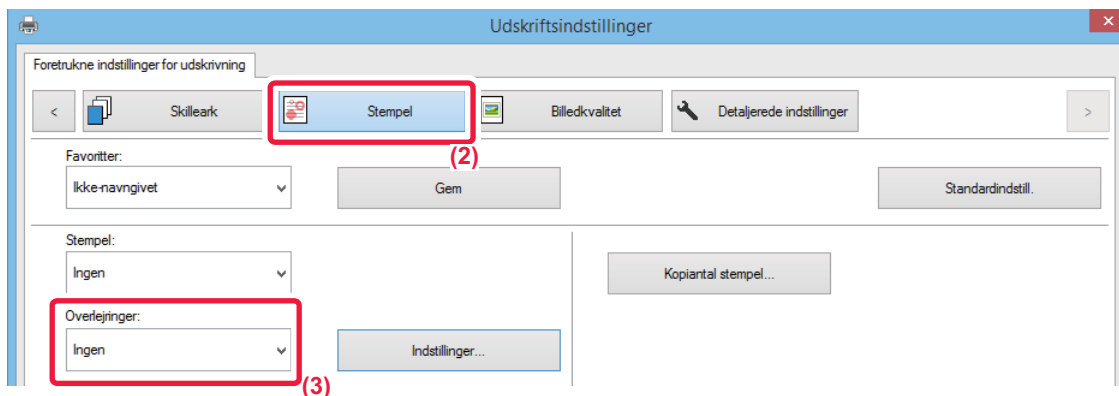 Udskriftsindstillinger
Foretrukne indstillinger for udskrivning
< Skilleark Stempel Billedkvalitet Detaljerede indstillinger >
(2)
Favoritter:
Ikke-navngivet Gem Standardindstill.
Stempel:
Ingen Kopiantal stempel...
Overlejringer:
Ingen Indstillinger...
(3)